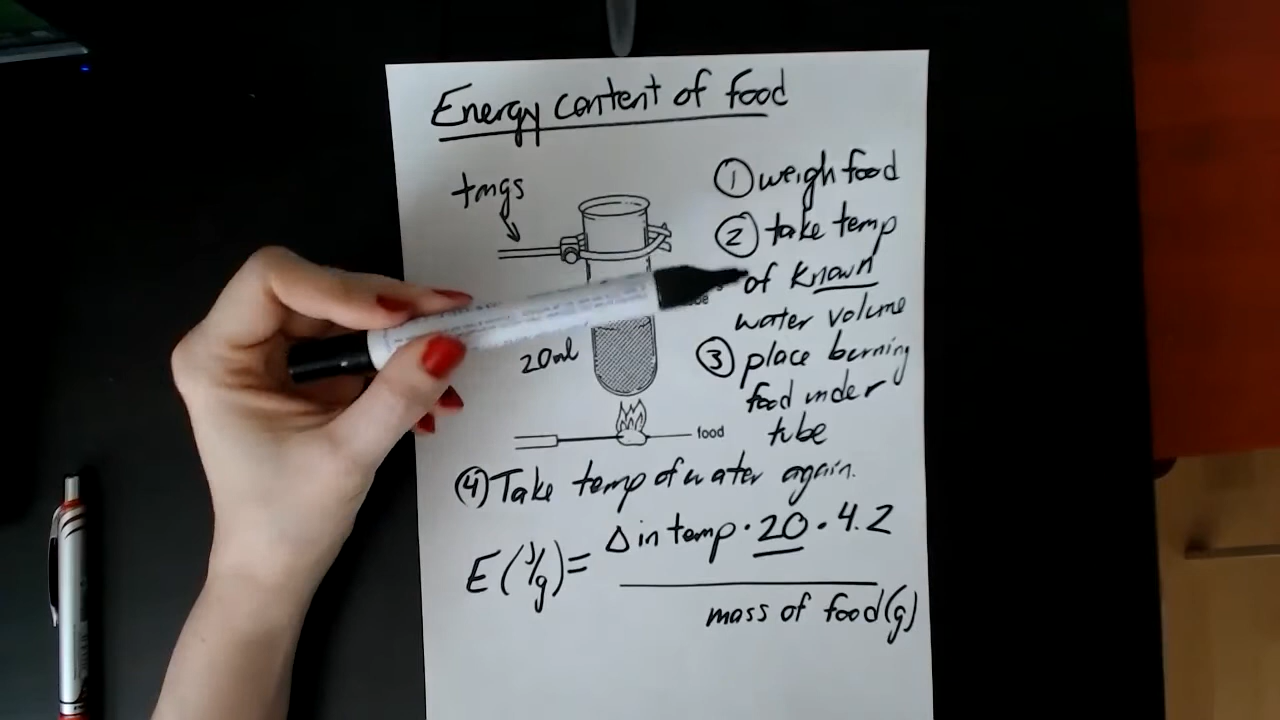 Energy content of food
tongs
① weigh food
② take temp
of known
water volume
20ml
③ place burning
food under
tube
food
④ Take temp of water again.
E (J/g) = Δ in temp · 20 · 4.2
mass of food (g)